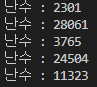 난수 : 2301
난수 : 28061
난수 : 3765
난수 : 24504
난수 : 11323